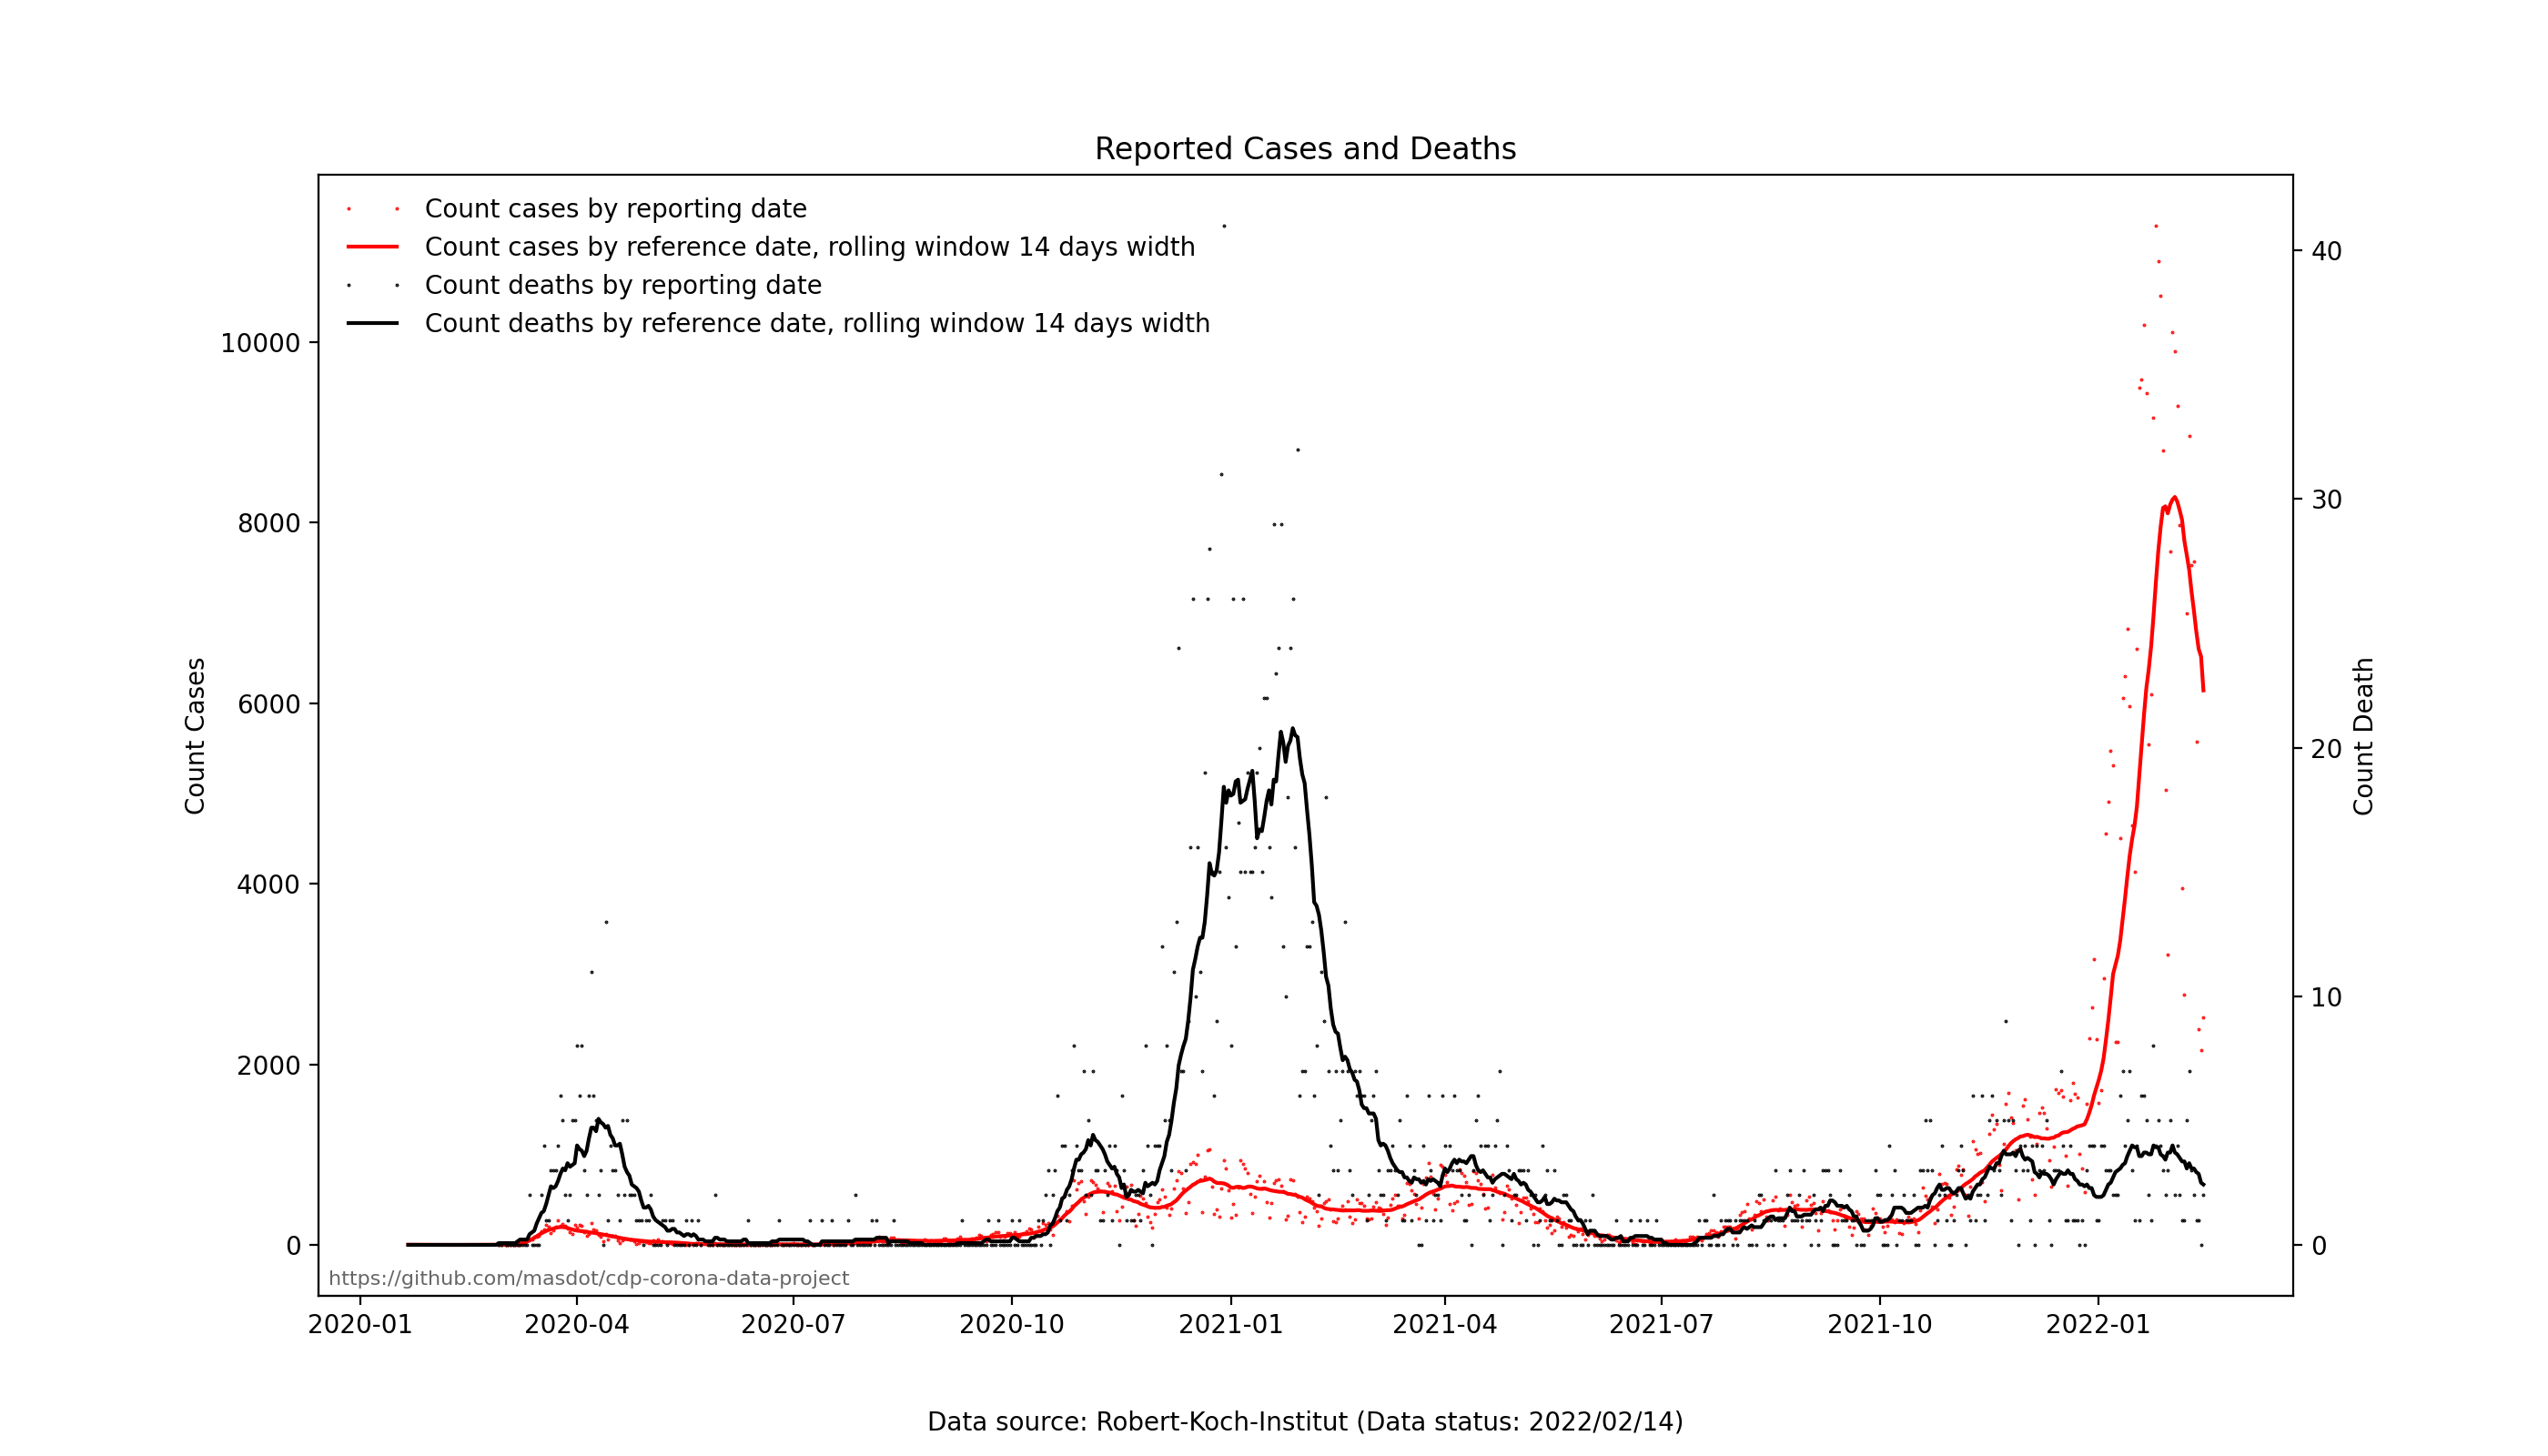 Reported Cases and Deaths
Count cases by reporting date
Count cases by reference date, rolling window 14 days width
Count deaths by reporting date
Count deaths by reference date, rolling window 14 days width
Count Cases
10000
8000
6000
4000
2000
0
40
30
20
10
0
Count Death
https://github.com/masdot/cdp-corona-data-project
2020-01 2020-04 2020-07 2020-10 2021-01 2021-04 2021-07 2021-10 2022-01
Data source: Robert-Koch-Institut (Data status: 2022/02/14)